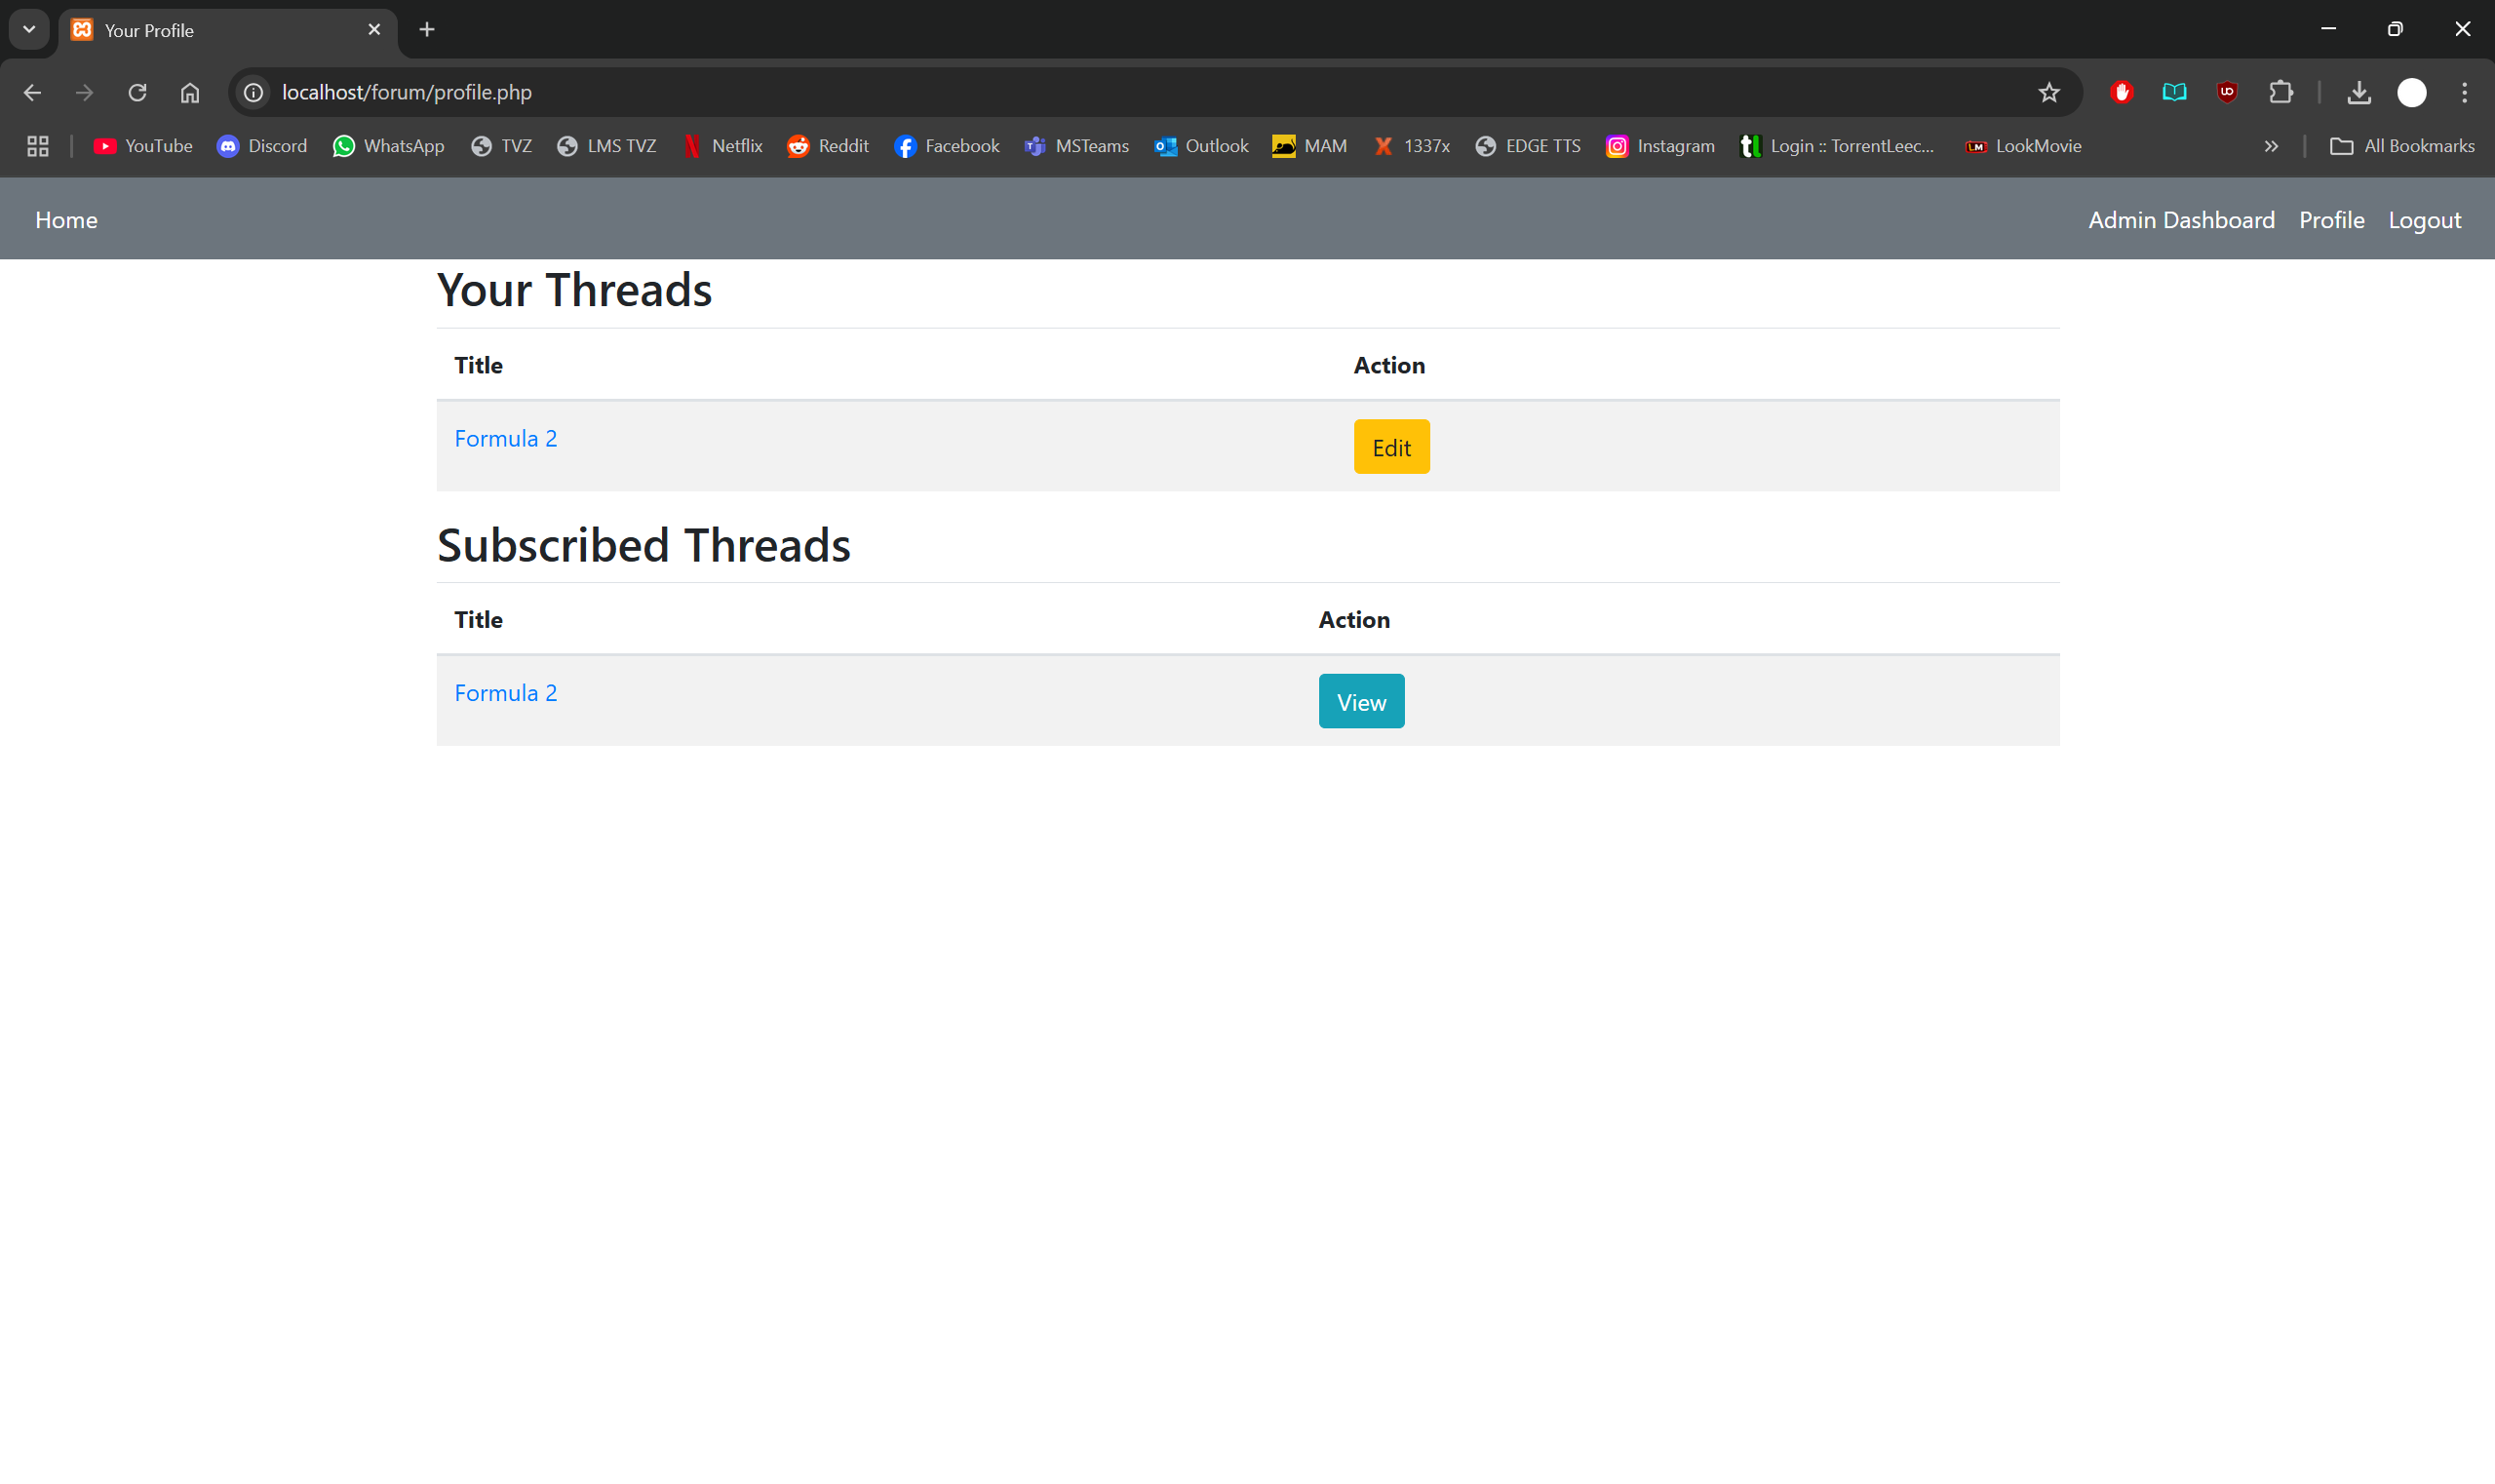 Your Profile
localhost/forum/profile.php
YouTube Discord WhatsApp TVZ LMS TVZ Netflix Reddit Facebook MSTeams Outlook MAM 1337x EDGE TTS Instagram Login :: TorrentLeec... LM LookMovie » All Bookmarks
Home Admin Dashboard Profile Logout
Your Threads
Title Action
Formula 2 Edit
Subscribed Threads
Title Action
Formula 2 View